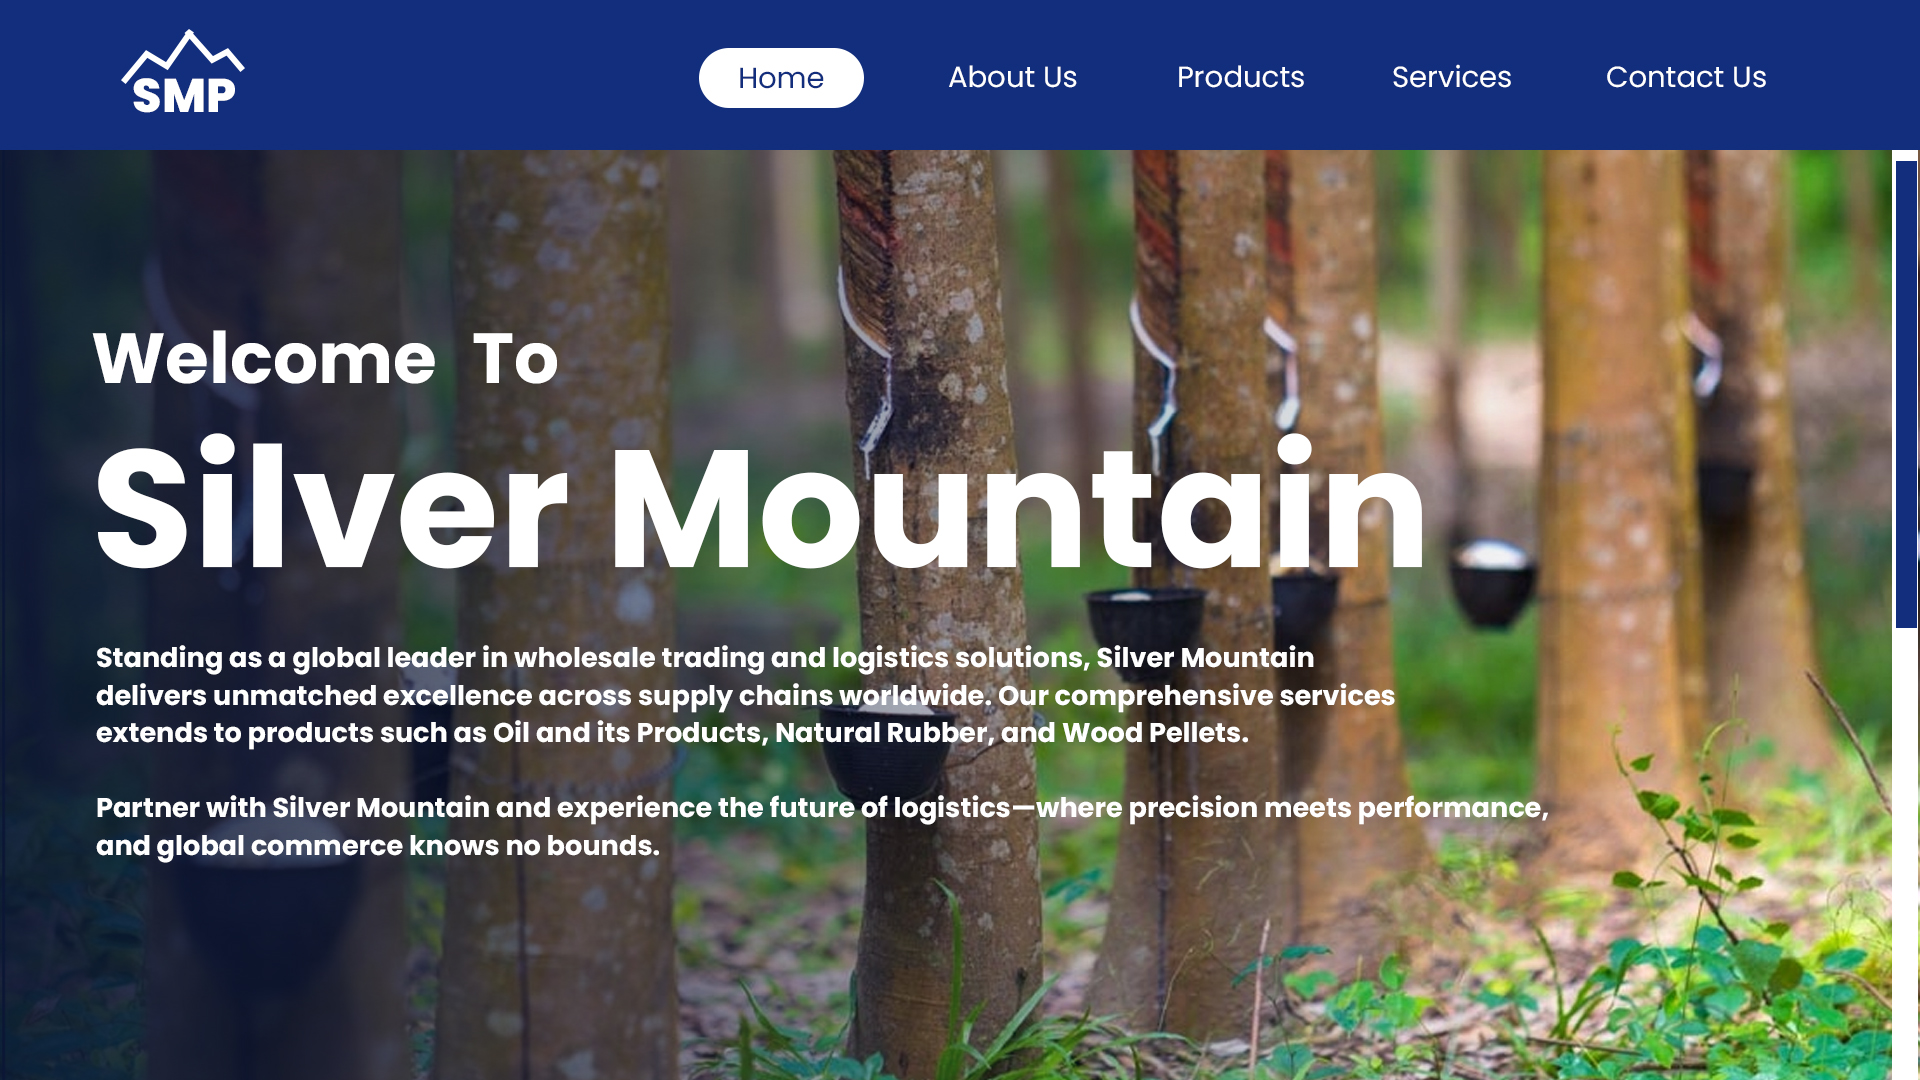 SMP
Home
About Us
Products
Services
Contact Us
Welcome To
Silver Mountain
Standing as a global leader in wholesale trading and logistics solutions, Silver Mountain
delivers unmatched excellence across supply chains worldwide. Our comprehensive services
extends to products such as Oil and its Products, Natural Rubber, and Wood Pellets.
Partner with Silver Mountain and experience the future of logistics—where precision meets performance,
and global commerce knows no bounds.